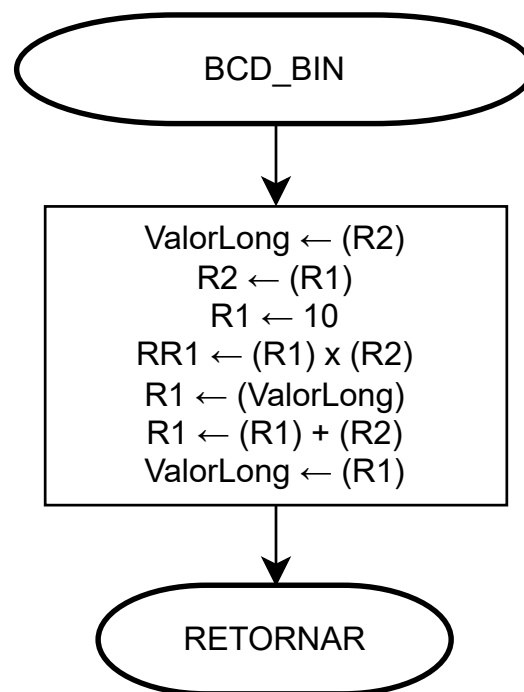 BCD_BIN
ValorLong ← (R2)
R2 ← (R1)
R1 ← 10
RR1 ← (R1) x (R2)
R1 ← (ValorLong)
R1 ← (R1) + (R2)
ValorLong ← (R1)
RETORNAR